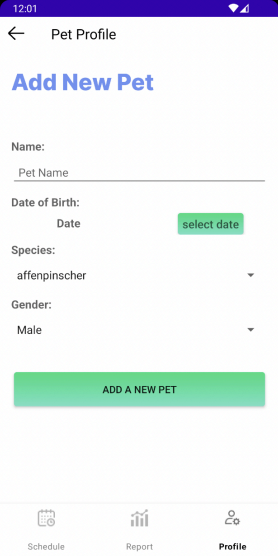 12:01
Pet Profile
Add New Pet
Name:
Pet Name
Date of Birth:
Date select date
Species:
affenpinscher
Gender:
Male
ADD A NEW PET
Schedule Report Profile